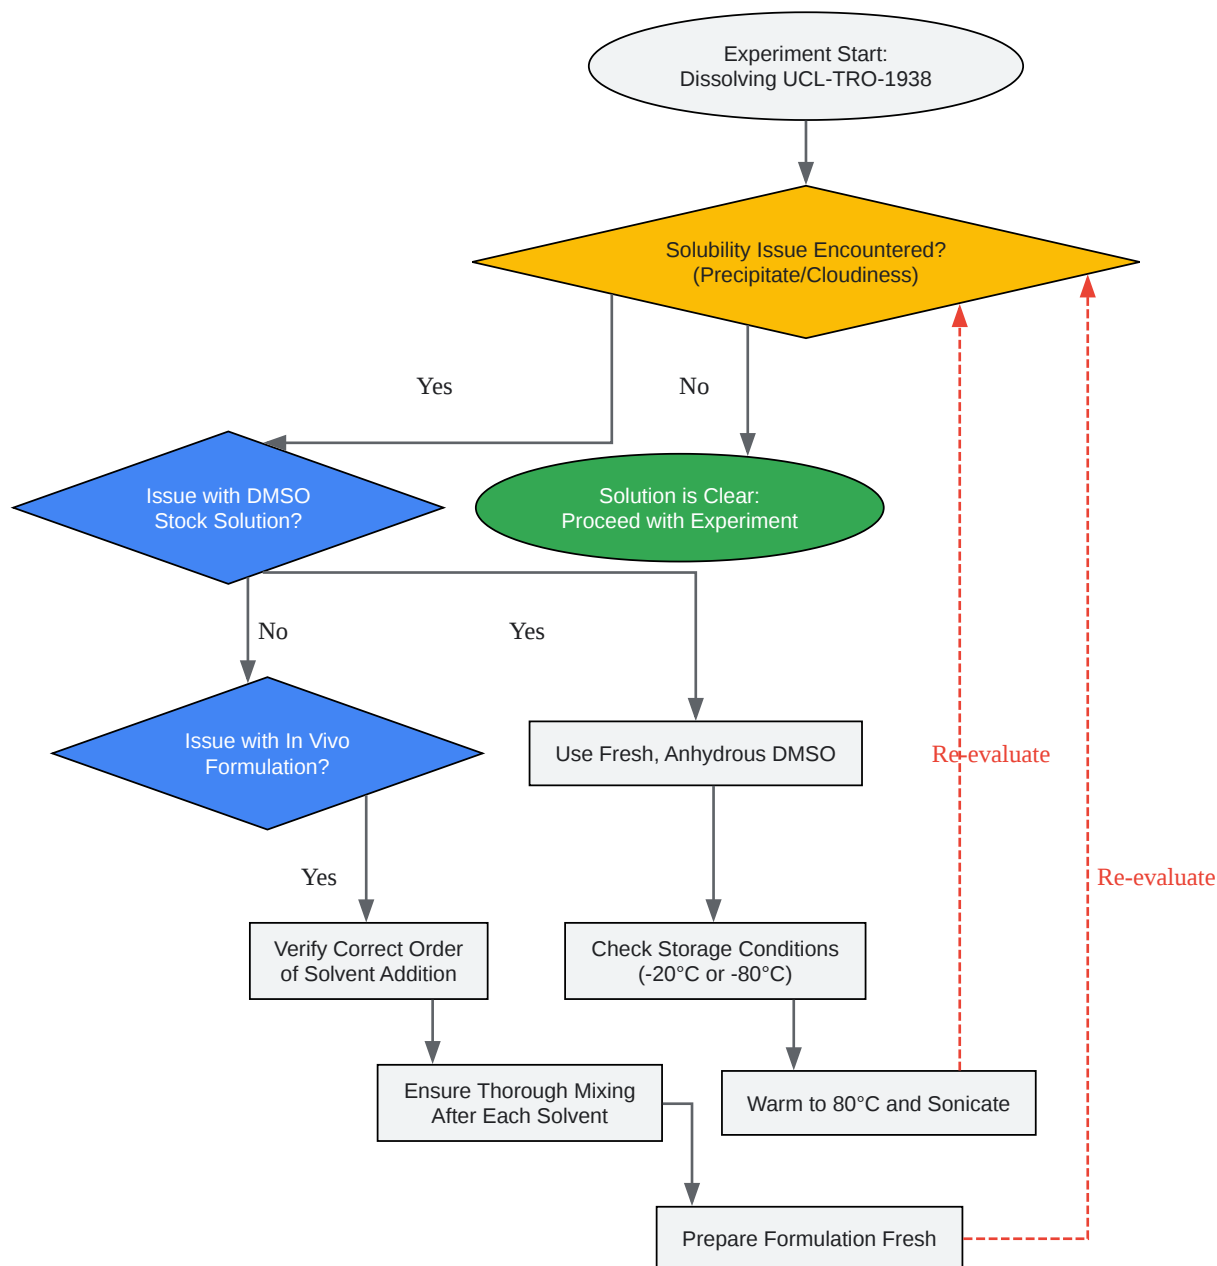 Experiment Start:
Dissolving UCL-TRO-1938
Solubility Issue Encountered?
(Precipitate/Cloudiness)
Yes
No
Issue with DMSO
Stock Solution?
Solution is Clear:
Proceed with Experiment
No
Yes
Issue with In Vivo
Formulation?
Use Fresh, Anhydrous DMSO
Re-evaluate
Yes
Re-evaluate
Verify Correct Order
of Solvent Addition
Check Storage Conditions
(-20°C or -80°C)
Ensure Thorough Mixing
After Each Solvent
Warm to 80°C and Sonicate
Prepare Formulation Fresh